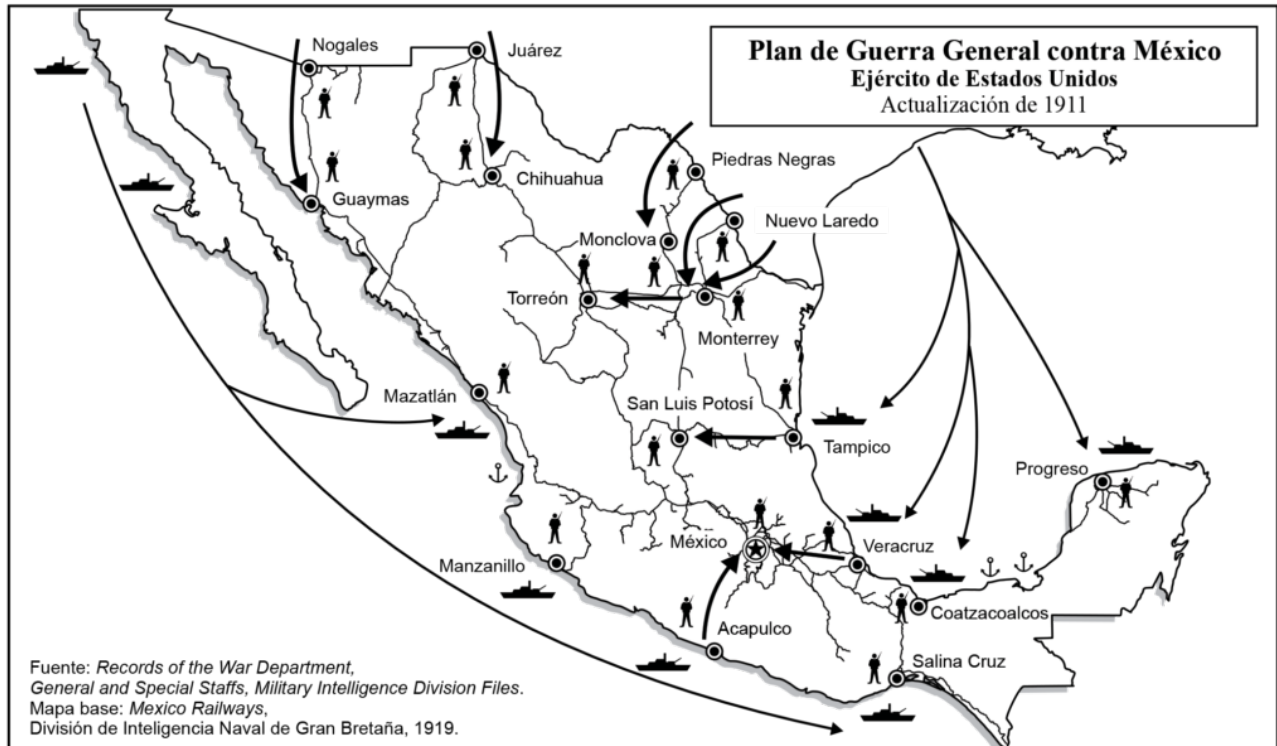 Plan de Guerra General contra México
Ejército de Estados Unidos
Actualización de 1911
Nogales
Juárez
Piedras Negras
Chihuahua
Guaymas
Nuevo Laredo
Monclova
Torreón
Monterrey
Mazatlán
San Luis Potosí
Tampico
Progreso
México
Veracruz
Manzanillo
Coatzacoalcos
Acapulco
Salina Cruz
Fuente: Records of the War Department,
General and Special Staffs, Military Intelligence Division Files.
Mapa base: Mexico Railways,
División de Inteligencia Naval de Gran Bretaña, 1919.